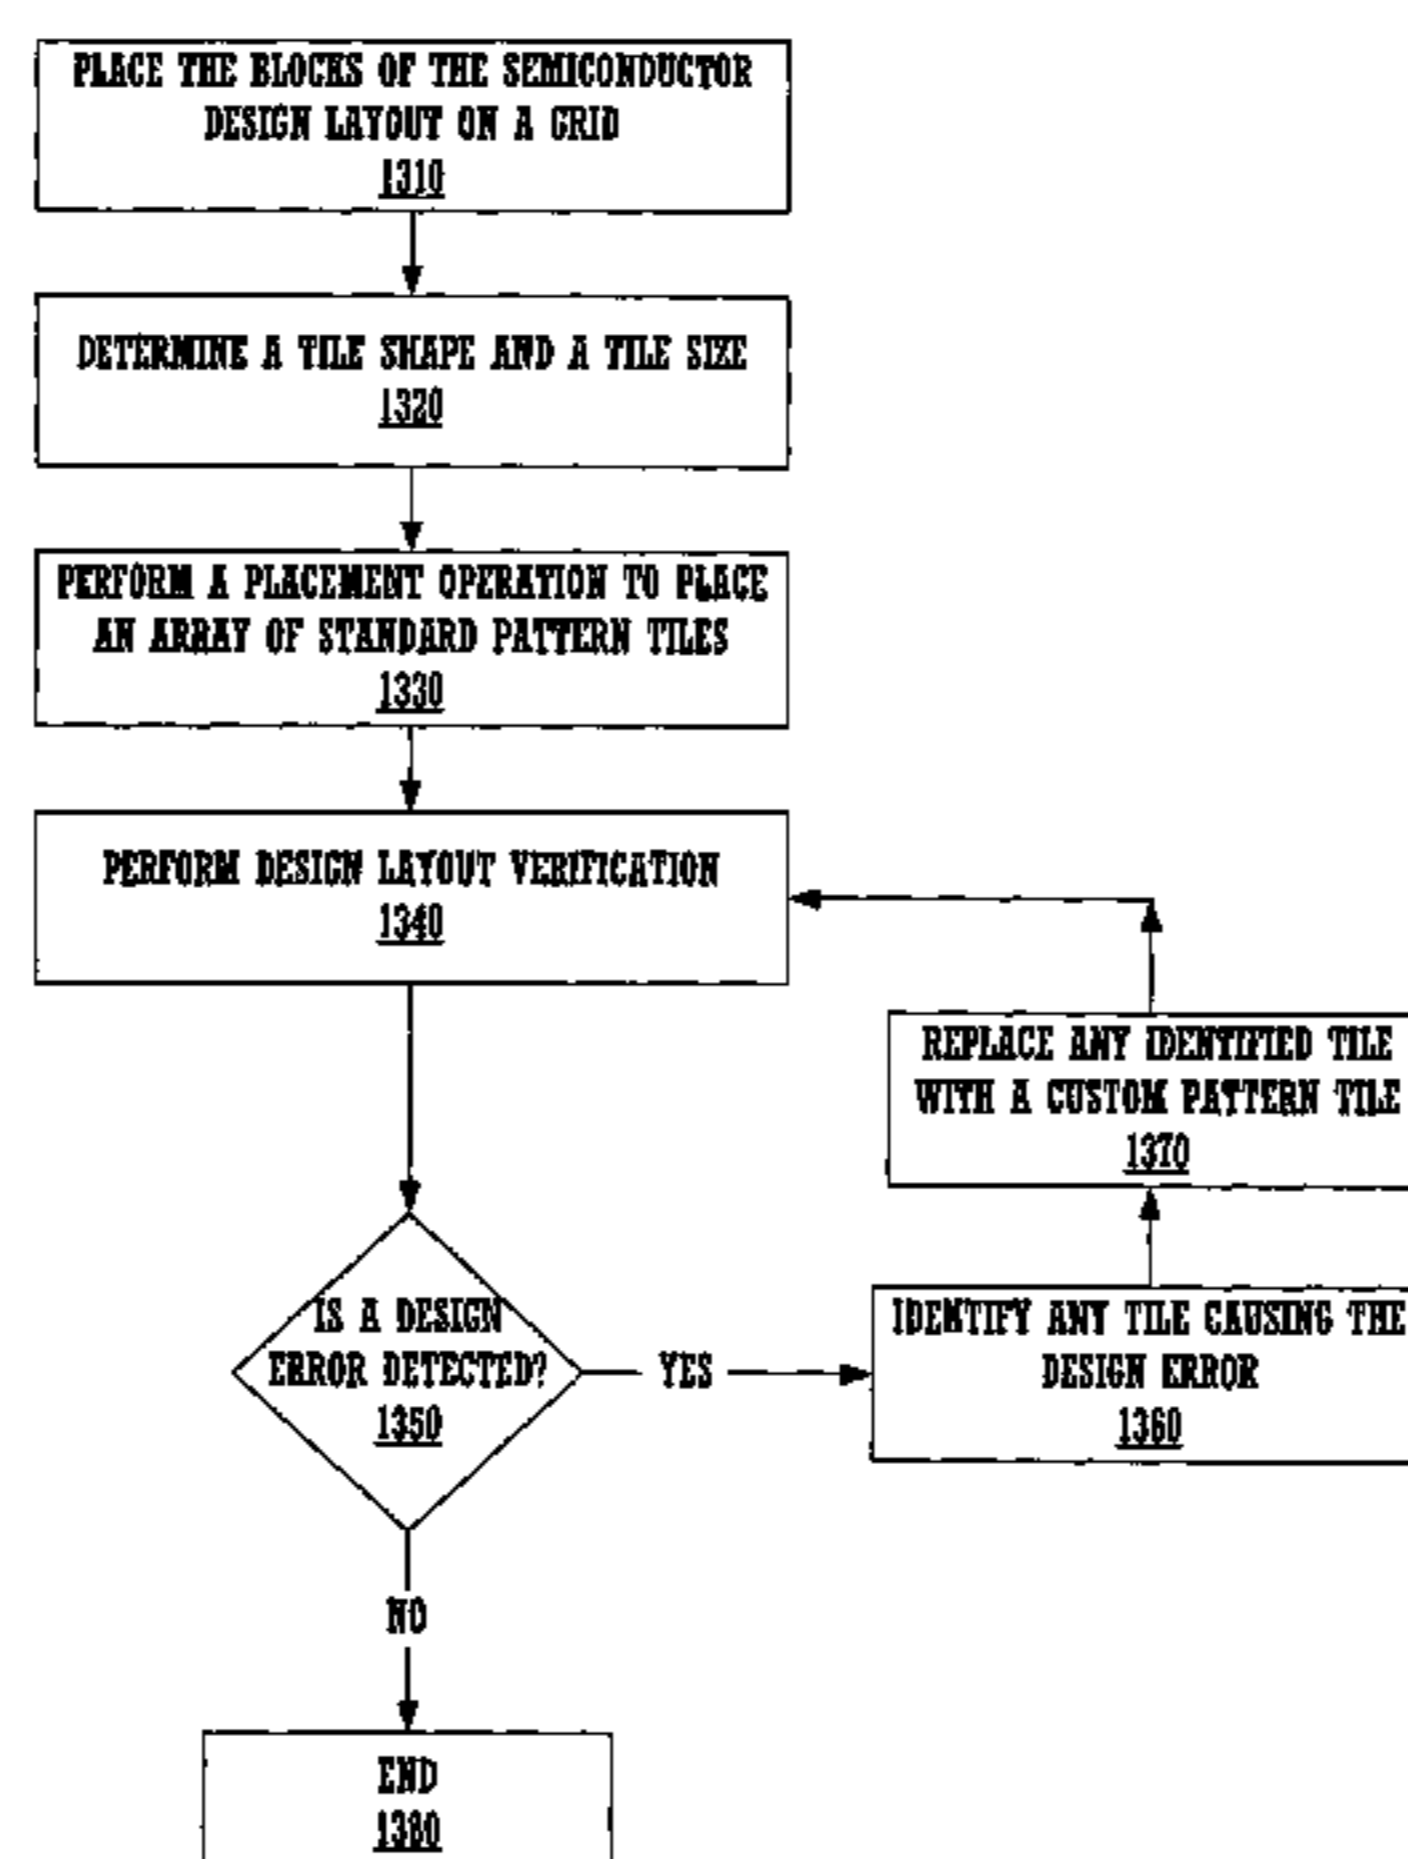 PLACE THE BLOCKS OF THE SEMICONDUCTOR
DESIGN LAYOUT ON A GRID
1310
DETERMINE A TILE SHAPE AND A TILE SIZE
1320
PERFORM A PLACEMENT OPERATION TO PLACE
AN ARRAY OF STANDARD PATTERN TILES
1330
PERFORM DESIGN LAYOUT VERIFICATION
1340
REPLACE ANY IDENTIFIED TILE
WITH A CUSTOM PATTERN TILE
1370
IS A DESIGN
ERROR DETECTED?
1350
YES
IDENTIFY ANY TILE CAUSING THE
DESIGN ERROR
1360
NO
END
1380